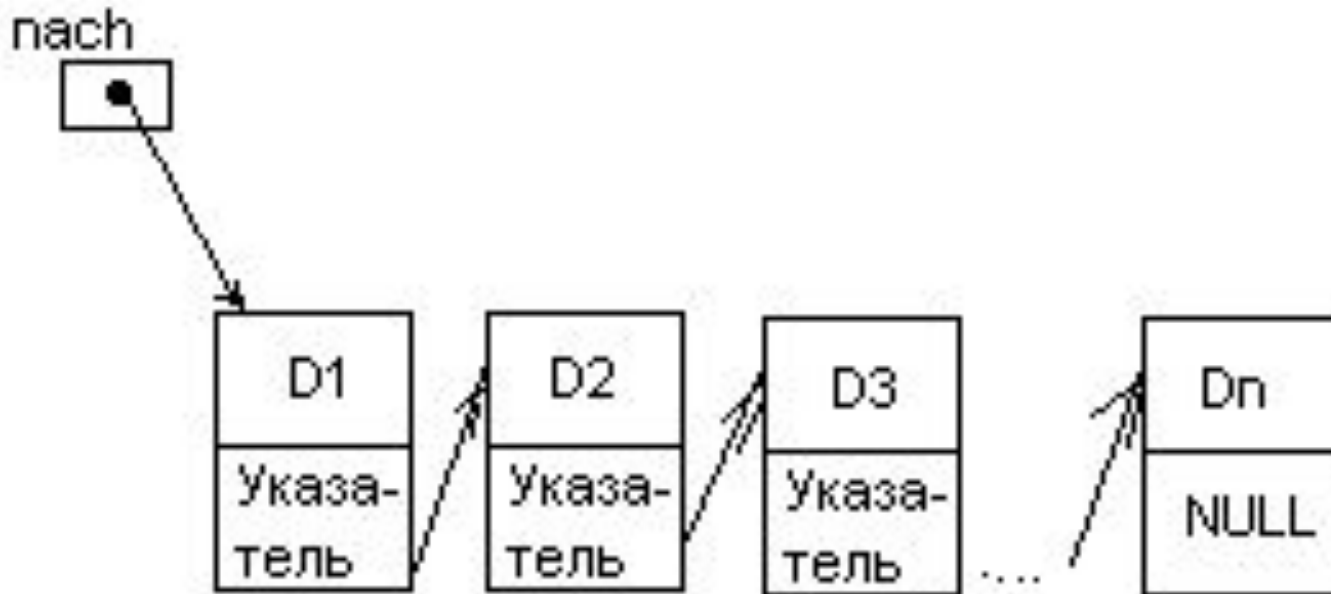 nach
D1
D2
D3
Dn
Указа-
тель
Указа-
тель
Указа-
тель
....
NULL